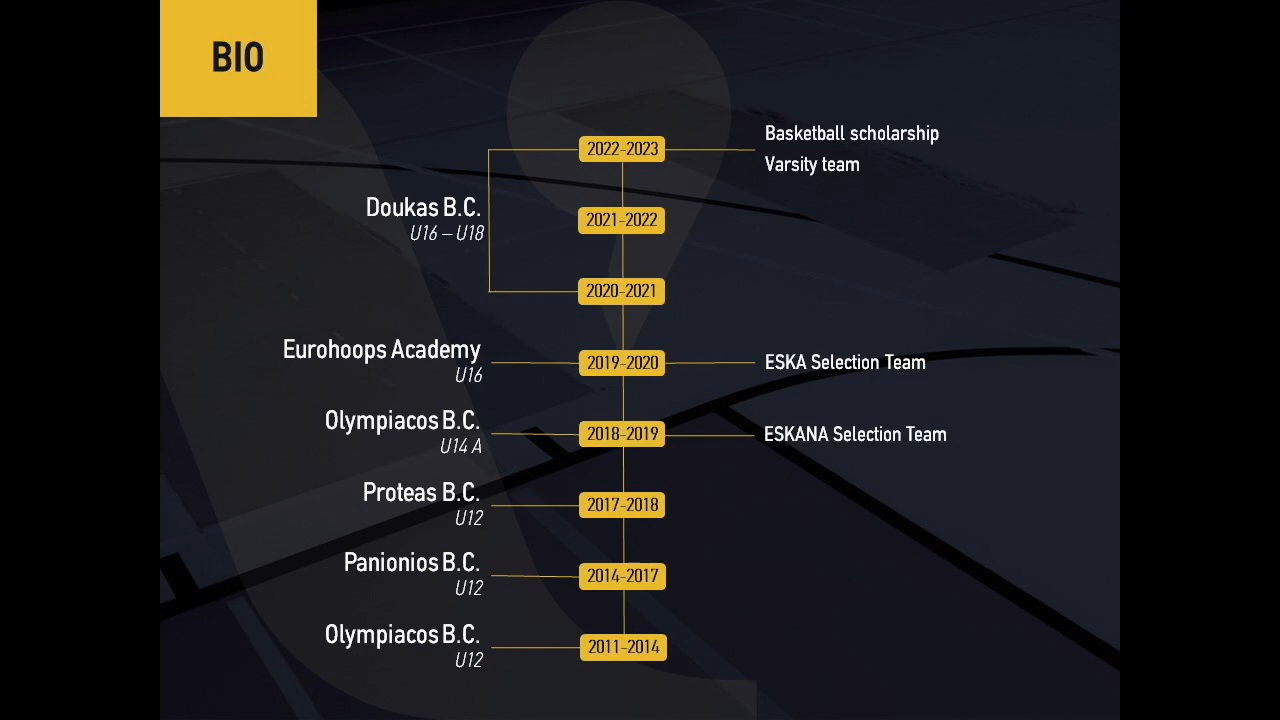 BIO
2022-2023
Basketball scholarship
Varsity team
Doukas B.C.
U16 – U18
2021-2022
2020-2021
Eurohoops Academy
U16
2019-2020
ESKA Selection Team
Olympiacos B.C.
U14 A
2018-2019
ESKANA Selection Team
Proteas B.C.
U12
2017-2018
Panionios B.C.
U12
2014-2017
Olympiacos B.C.
U12
2011-2014